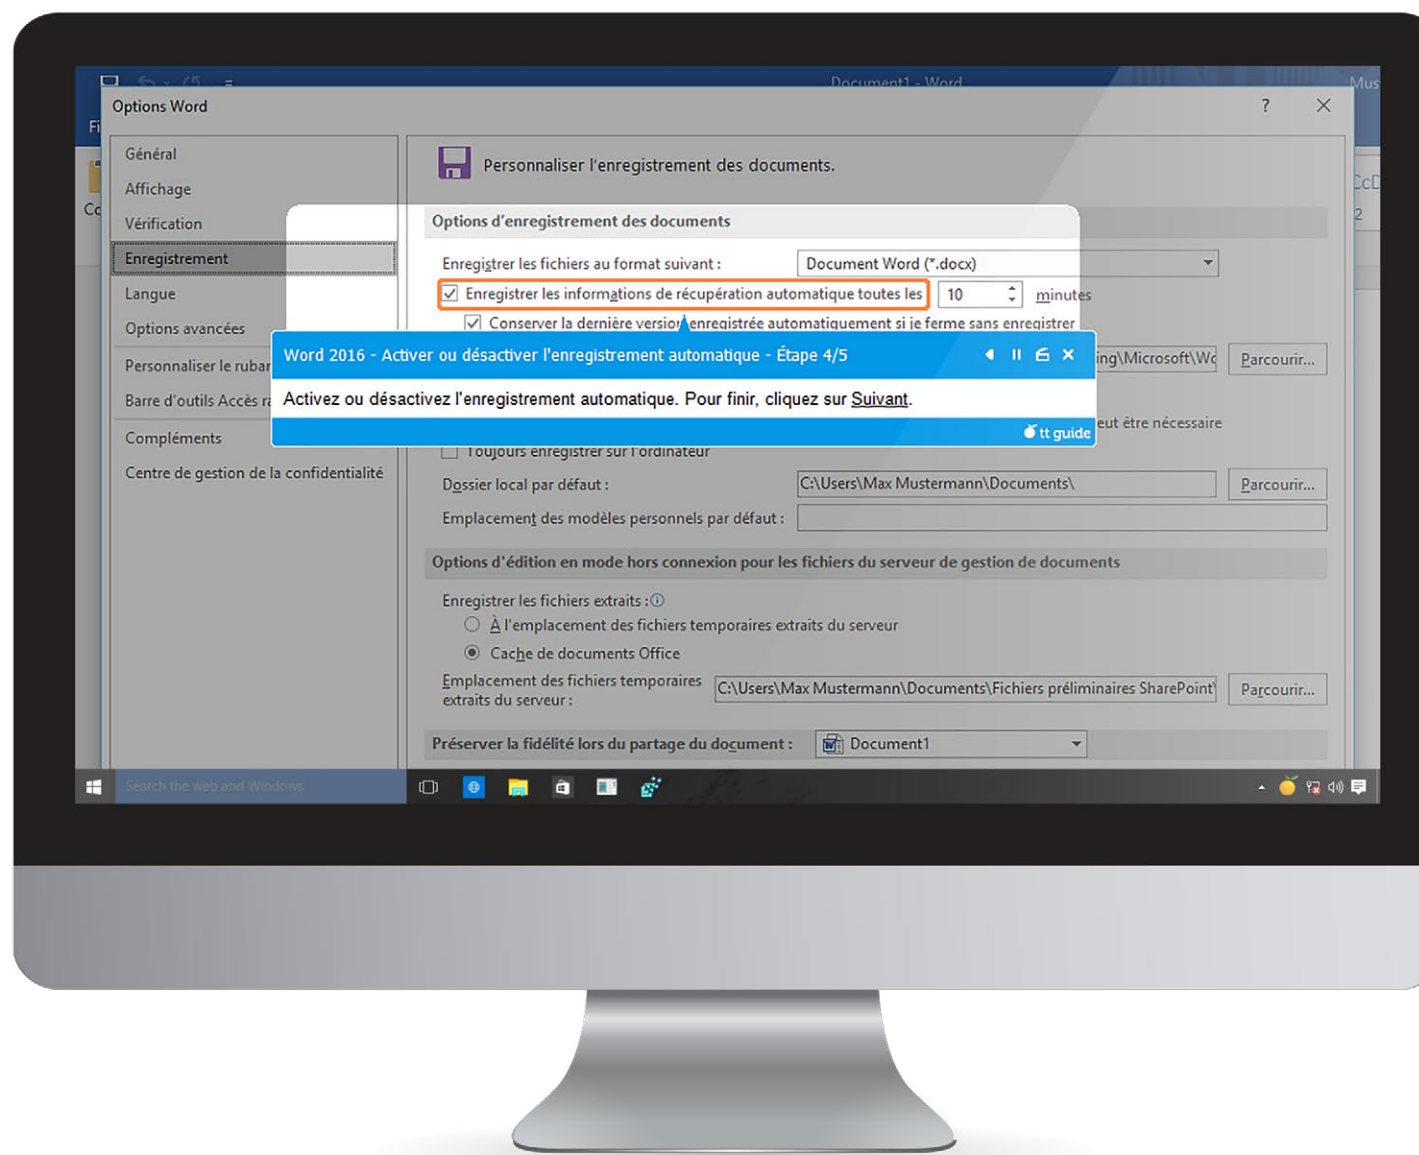 Document1 - Word
Mus
Options Word
?
Fi
Général
Affichage
Vérification
Enregistrement
Langue
Options avancées
Personnaliser le rubar
Barre d'outils Accès ra
Compléments
Centre de gestion de la confidentialité
Co
Personnaliser l'enregistrement des documents.
CcD
2
Options d'enregistrement des documents
Enregistrer les fichiers au format suivant : Document Word (*.docx)
Enregistrer les informations de récupération automatique toutes les 10 minutes
Conserver la dernière version enregistrée automatiquement si je ferme sans enregistrer
Word 2016 - Activer ou désactiver l'enregistrement automatique - Étape 4/5
ing\Microsoft\Wo Parcourir...
Activez ou désactivez l'enregistrement automatique. Pour finir, cliquez sur Suivant.
eut être nécessaire
tt guide
Toujours enregistrer sur l'ordinateur
Dossier local par défaut : C:\Users\Max Mustermann\Documents\ Parcourir...
Emplacement des modèles personnels par défaut :
Options d'édition en mode hors connexion pour les fichiers du serveur de gestion de documents
Enregistrer les fichiers extraits :
À l'emplacement des fichiers temporaires extraits du serveur
Cache de documents Office
Emplacement des fichiers temporaires
extraits du serveur : C:\Users\Max Mustermann\Documents\Fichiers préliminaires SharePoint\ Parcourir...
Préserver la fidélité lors du partage du document : Document1
Search the web and Windows